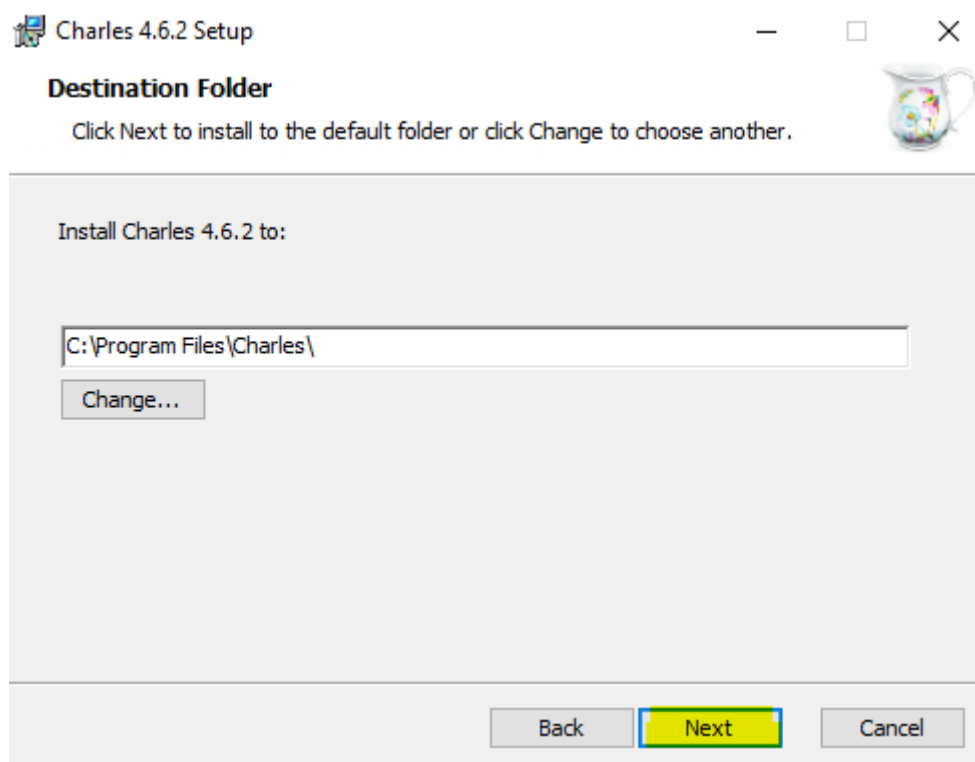 Charles 4.6.2 Setup
Destination Folder
Click Next to install to the default folder or click Change to choose another.
Install Charles 4.6.2 to:
C:\Program Files\Charles\
Change...
Back Next Cancel